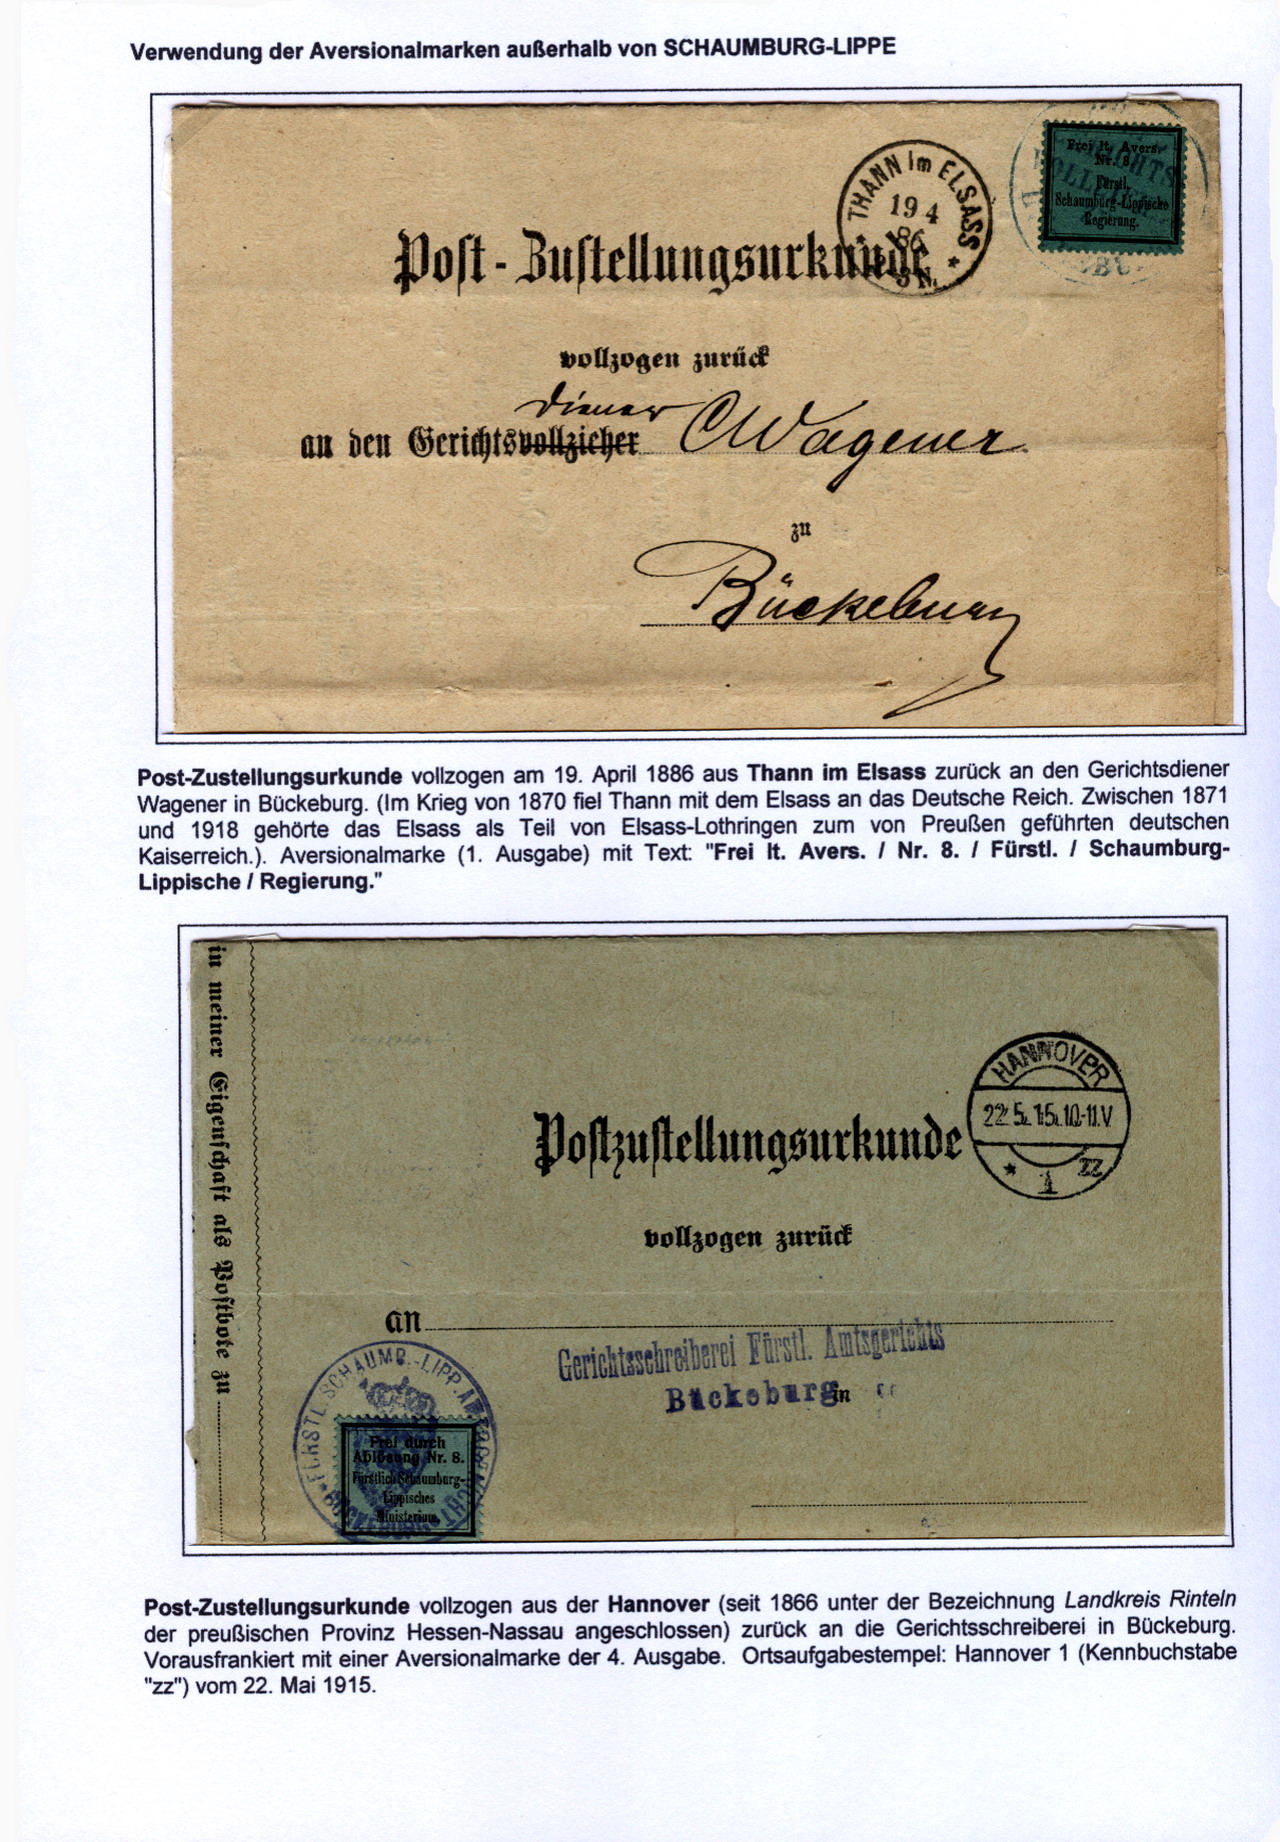 Verwendung der Aversionalmarken außerhalb von SCHAUMBURG-LIPPE
THANN im ELSASS
19 4
86
3 N.
Frei lt. Avers.
Nr. 8.
Fürstl.
Schaumburg-Lippische
Regierung.
Post-Zustellungsurkunde
vollzogen zurück
diener
an den Gerichtsvollzieher CWagener
zu
Bückeburg
Post-Zustellungsurkunde vollzogen am 19. April 1886 aus Thann im Elsass zurück an den Gerichtsdiener
Wagener in Bückeburg. (Im Krieg von 1870 fiel Thann mit dem Elsass an das Deutsche Reich. Zwischen 1871
und 1918 gehörte das Elsass als Teil von Elsass-Lothringen zum von Preußen geführten deutschen
Kaiserreich.). Aversionalmarke (1. Ausgabe) mit Text: "Frei lt. Avers. / Nr. 8. / Fürstl. / Schaumburg-
Lippische / Regierung."
in meiner Eigenschaft als Postbote zu
HANNOVER
22.5.15.10-11.V
* 1 zz
Postzustellungsurkunde
vollzogen zurück
an
Gerichtsschreiberei Fürstl. Amtsgerichts
Bückeburg in
FÜRSTL. SCHAUMB.-LIPP. AMTSGERICHT
BÜCKEBURG
Frei durch
Ablösung Nr. 8.
Fürstlich Schaumburg-
Lippisches
Ministerium.
Post-Zustellungsurkunde vollzogen aus der Hannover (seit 1866 unter der Bezeichnung Landkreis Rinteln
der preußischen Provinz Hessen-Nassau angeschlossen) zurück an die Gerichtsschreiberei in Bückeburg.
Vorausfrankiert mit einer Aversionalmarke der 4. Ausgabe. Ortsaufgabestempel: Hannover 1 (Kennbuchstabe
"zz") vom 22. Mai 1915.